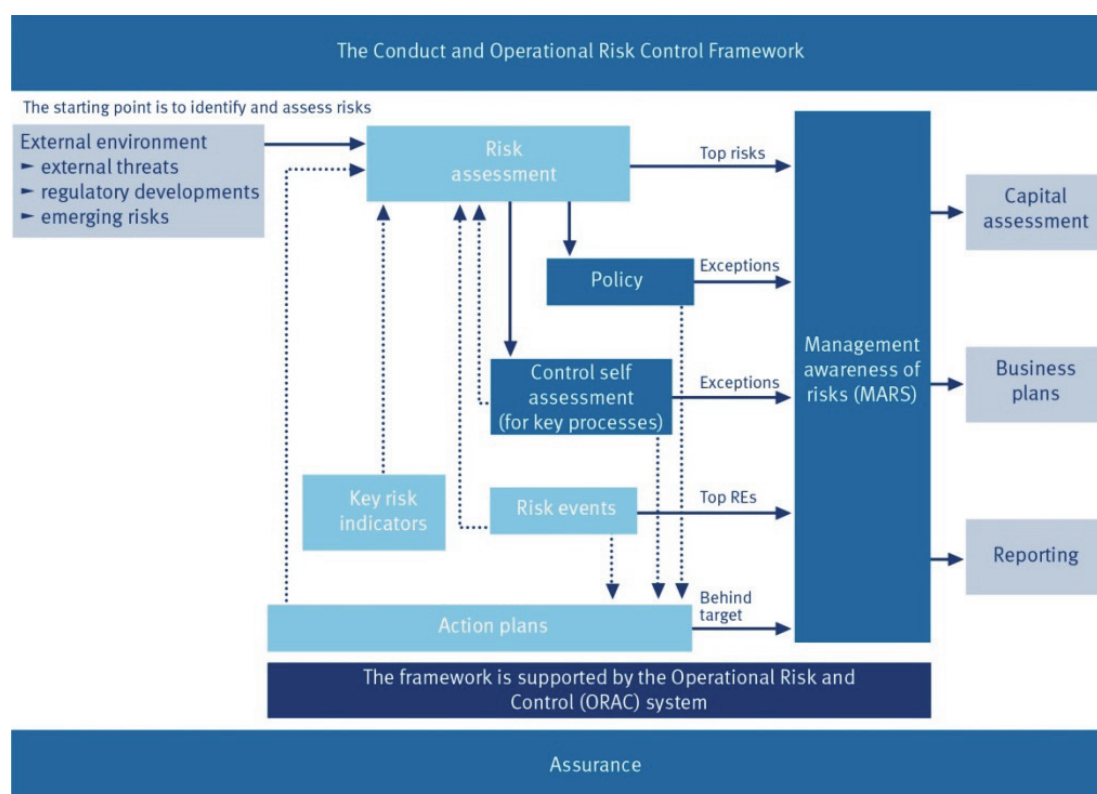 The Conduct and Operational Risk Control Framework
The starting point is to identify and assess risks
External environment
► external threats
► regulatory developments
► emerging risks
Risk
assessment
Top risks
Policy
Exceptions
Control self
assessment
(for key processes)
Exceptions
Key risk
indicators
Risk events
Top REs
Action plans
Behind
target
Management
awareness of
risks (MARS)
Capital
assessment
Business
plans
Reporting
The framework is supported by the Operational Risk and
Control (ORAC) system
Assurance